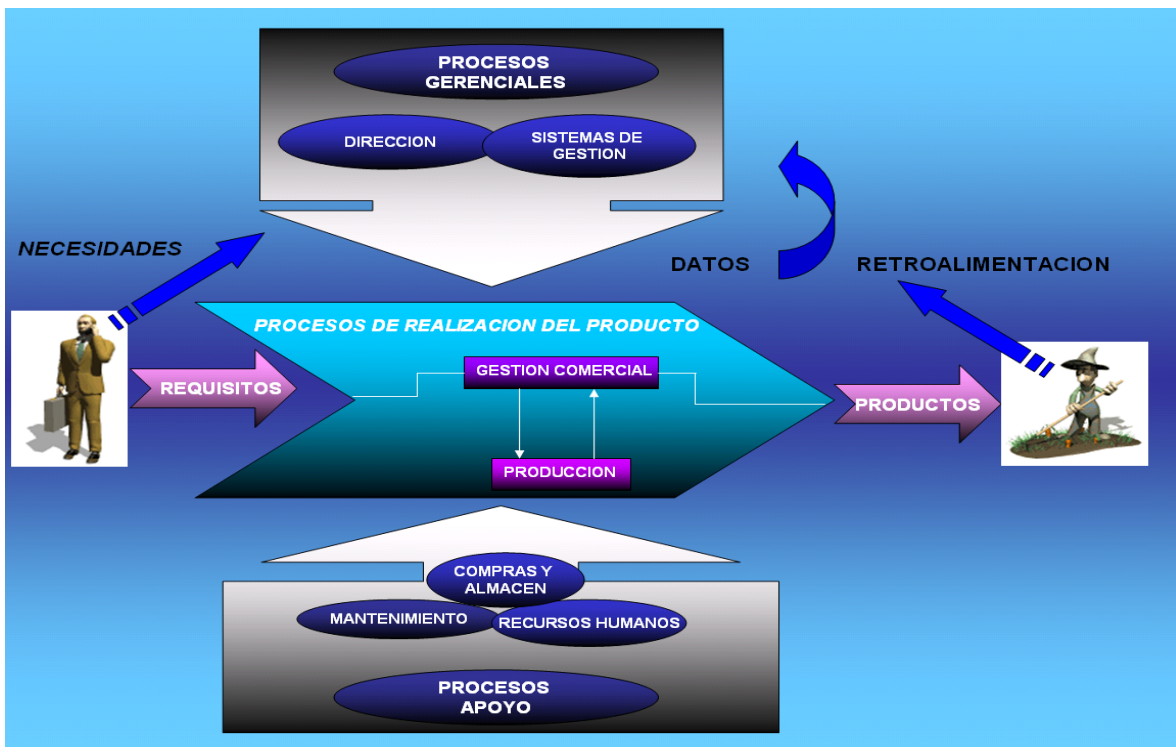 PROCESOS
GERENCIALES
DIRECCION
SISTEMAS DE
GESTION
NECESIDADES
DATOS
RETROALIMENTACION
PROCESOS DE REALIZACION DEL PRODUCTO
GESTION COMERCIAL
REQUISITOS
PRODUCTOS
PRODUCCION
COMPRAS Y
ALMACEN
MANTENIMIENTO
RECURSOS HUMANOS
PROCESOS
APOYO